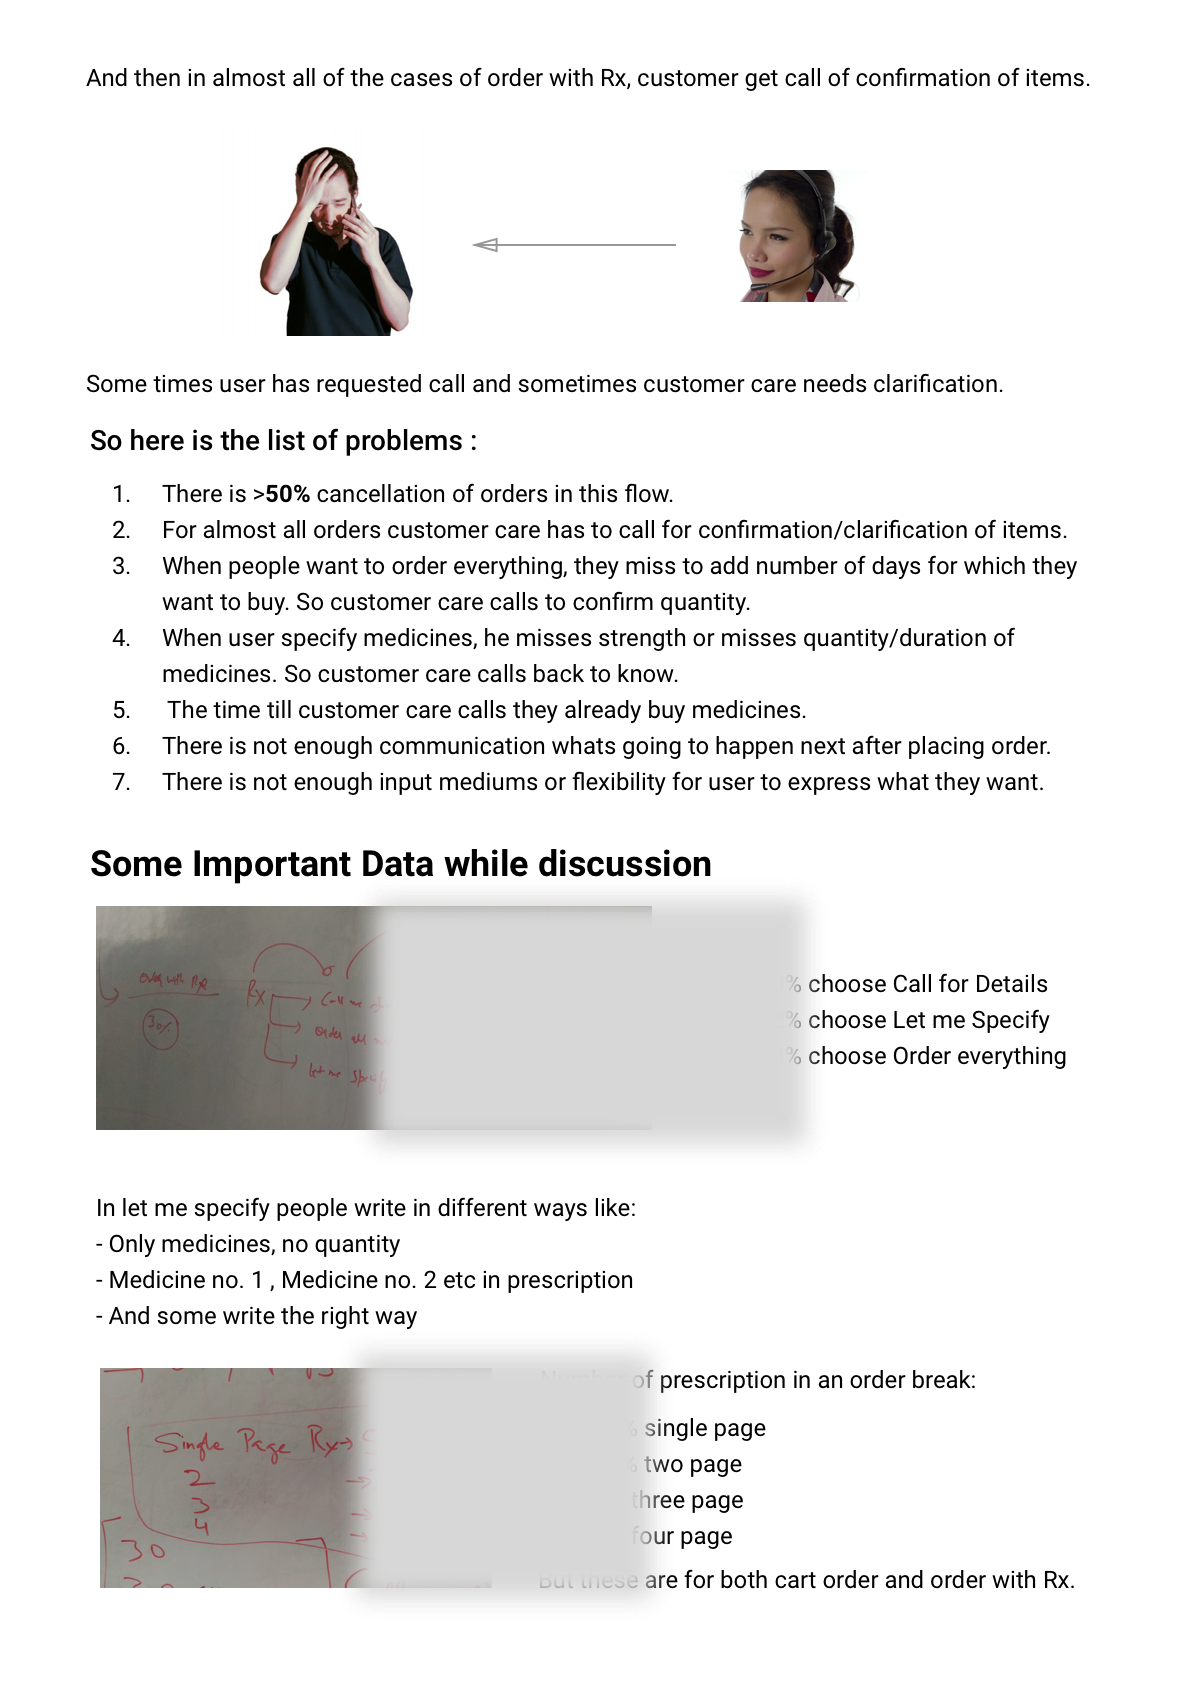 And then in almost all of the cases of order with Rx, customer get call of confirmation of items.
Some times user has requested call and sometimes customer care needs clarification.
So here is the list of problems :
1. There is >50% cancellation of orders in this flow.
2. For almost all orders customer care has to call for confirmation/clarification of items.
3. When people want to order everything, they miss to add number of days for which they
want to buy. So customer care calls to confirm quantity.
4. When user specify medicines, he misses strength or misses quantity/duration of
medicines. So customer care calls back to know.
5. The time till customer care calls they already buy medicines.
6. There is not enough communication whats going to happen next after placing order.
7. There is not enough input mediums or flexibility for user to express what they want.
Some Important Data while discussion
Order with Rx
30%
Rx
Call me
order all
let me
% choose Call for Details
% choose Let me Specify
% choose Order everything
In let me specify people write in different ways like:
- Only medicines, no quantity
- Medicine no. 1 , Medicine no. 2 etc in prescription
- And some write the right way
Single Page Rx→
2
3
4
30
Number of prescription in an order break:
% single page
% two page
three page
four page
But these are for both cart order and order with Rx.